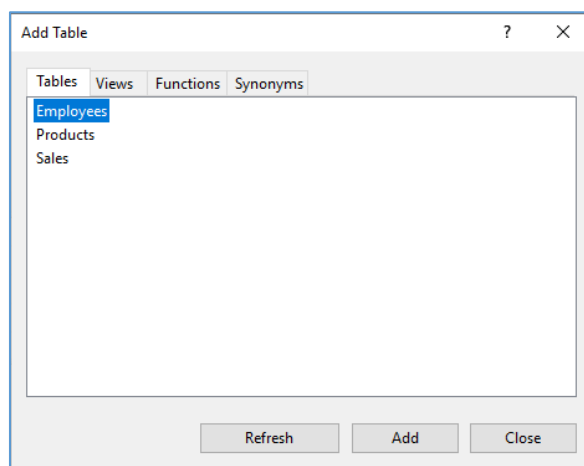 Add Table ? ✕
Tables Views Functions Synonyms
Employees
Products
Sales
Refresh Add Close